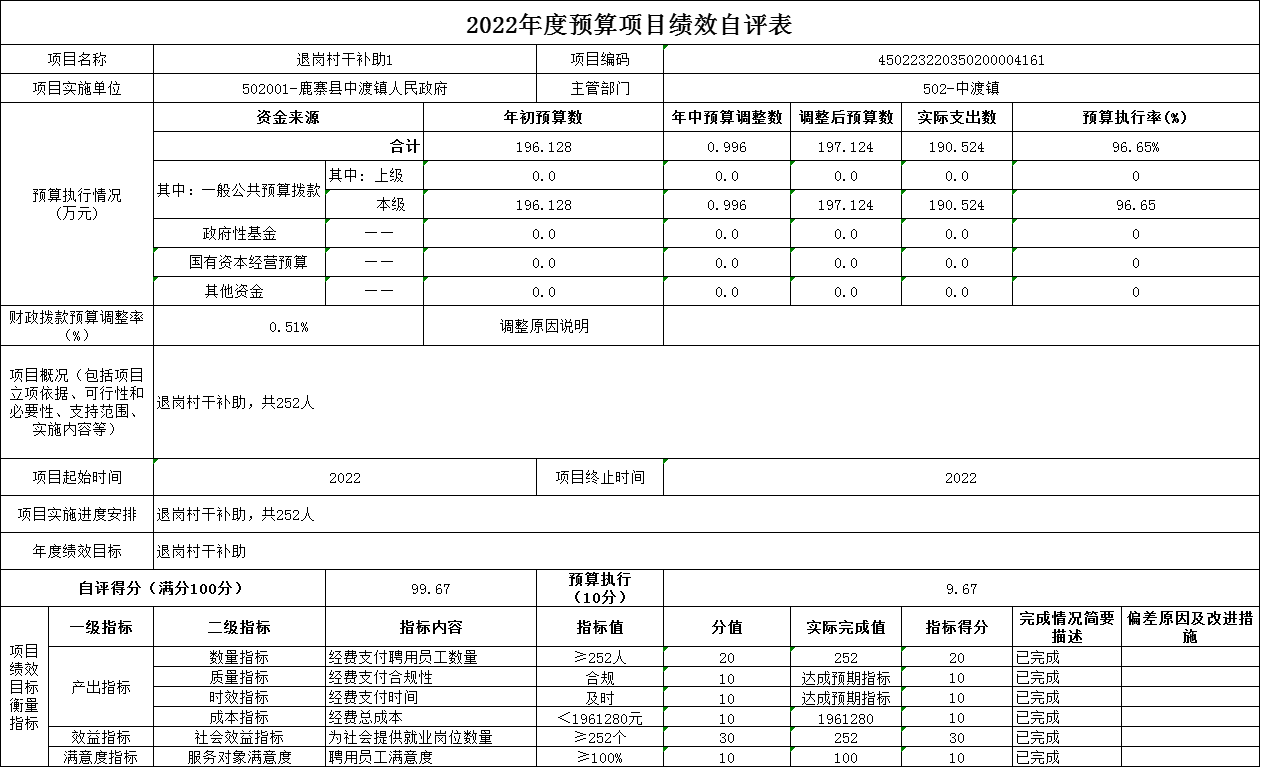 2022年度预算项目绩效自评表
项目名称 退岗村干补助1 项目编码 450223220350200004161
项目实施单位 502001-鹿寨县中渡镇人民政府 主管部门 502-中渡镇
预算执行情况
(万元)
资金来源 年初预算数 年中预算调整数 调整后预算数 实际支出数 预算执行率(%)
合计 196.128 0.996 197.124 190.524 96.65%
其中：一般公共预算拨款
其中：上级 0.0 0.0 0.0 0.0 0
本级 196.128 0.996 197.124 190.524 96.65
政府性基金 －－ 0.0 0.0 0.0 0.0 0
国有资本经营预算 －－ 0.0 0.0 0.0 0.0 0
其他资金 －－ 0.0 0.0 0.0 0.0 0
财政拨款预算调整率
(%)
0.51% 调整原因说明
项目概况（包括项目
立项依据、可行性和
必要性、支持范围、
实施内容等）
退岗村干补助，共252人
项目起始时间 2022 项目终止时间 2022
项目实施进度安排 退岗村干补助，共252人
年度绩效目标 退岗村干补助
自评得分（满分100分） 99.67
预算执行
（10分）
9.67
项目
绩效
目标
衡量
指标
一级指标 二级指标 指标内容 指标值 分值 实际完成值 指标得分
完成情况简要
描述
偏差原因及改进措
施
产出指标
数量指标 经费支付聘用员工数量 ≥252人 20 252 20 已完成
质量指标 经费支付合规性 合规 10 达成预期指标 10 已完成
时效指标 经费支付时间 及时 10 达成预期指标 10 已完成
成本指标 经费总成本 ＜1961280元 10 1961280 10 已完成
效益指标 社会效益指标 为社会提供就业岗位数量 ≥252个 30 252 30 已完成
满意度指标 服务对象满意度 聘用员工满意度 ≥100% 10 100 10 已完成